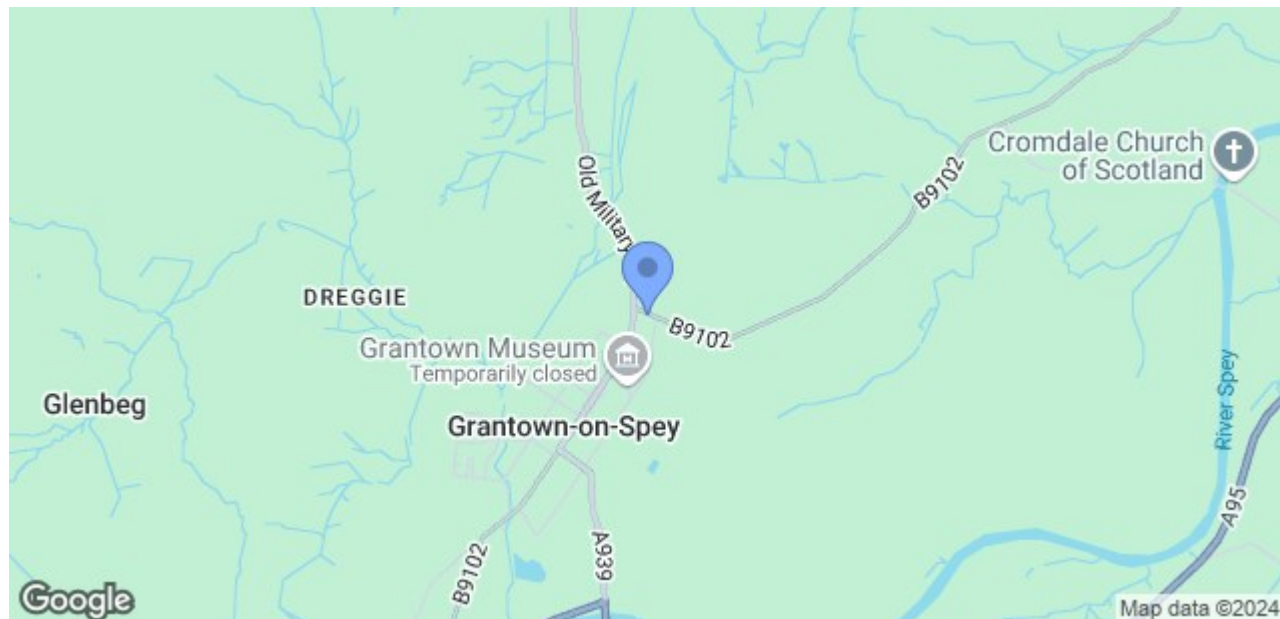 Old Military
Cromdale Church
of Scotland
B9102
DREGGIE
B9102
Grantown Museum
Temporarily closed
Glenbeg
Grantown-on-Spey
River Spey
A95
B9102
A939
Google
Map data ©2024